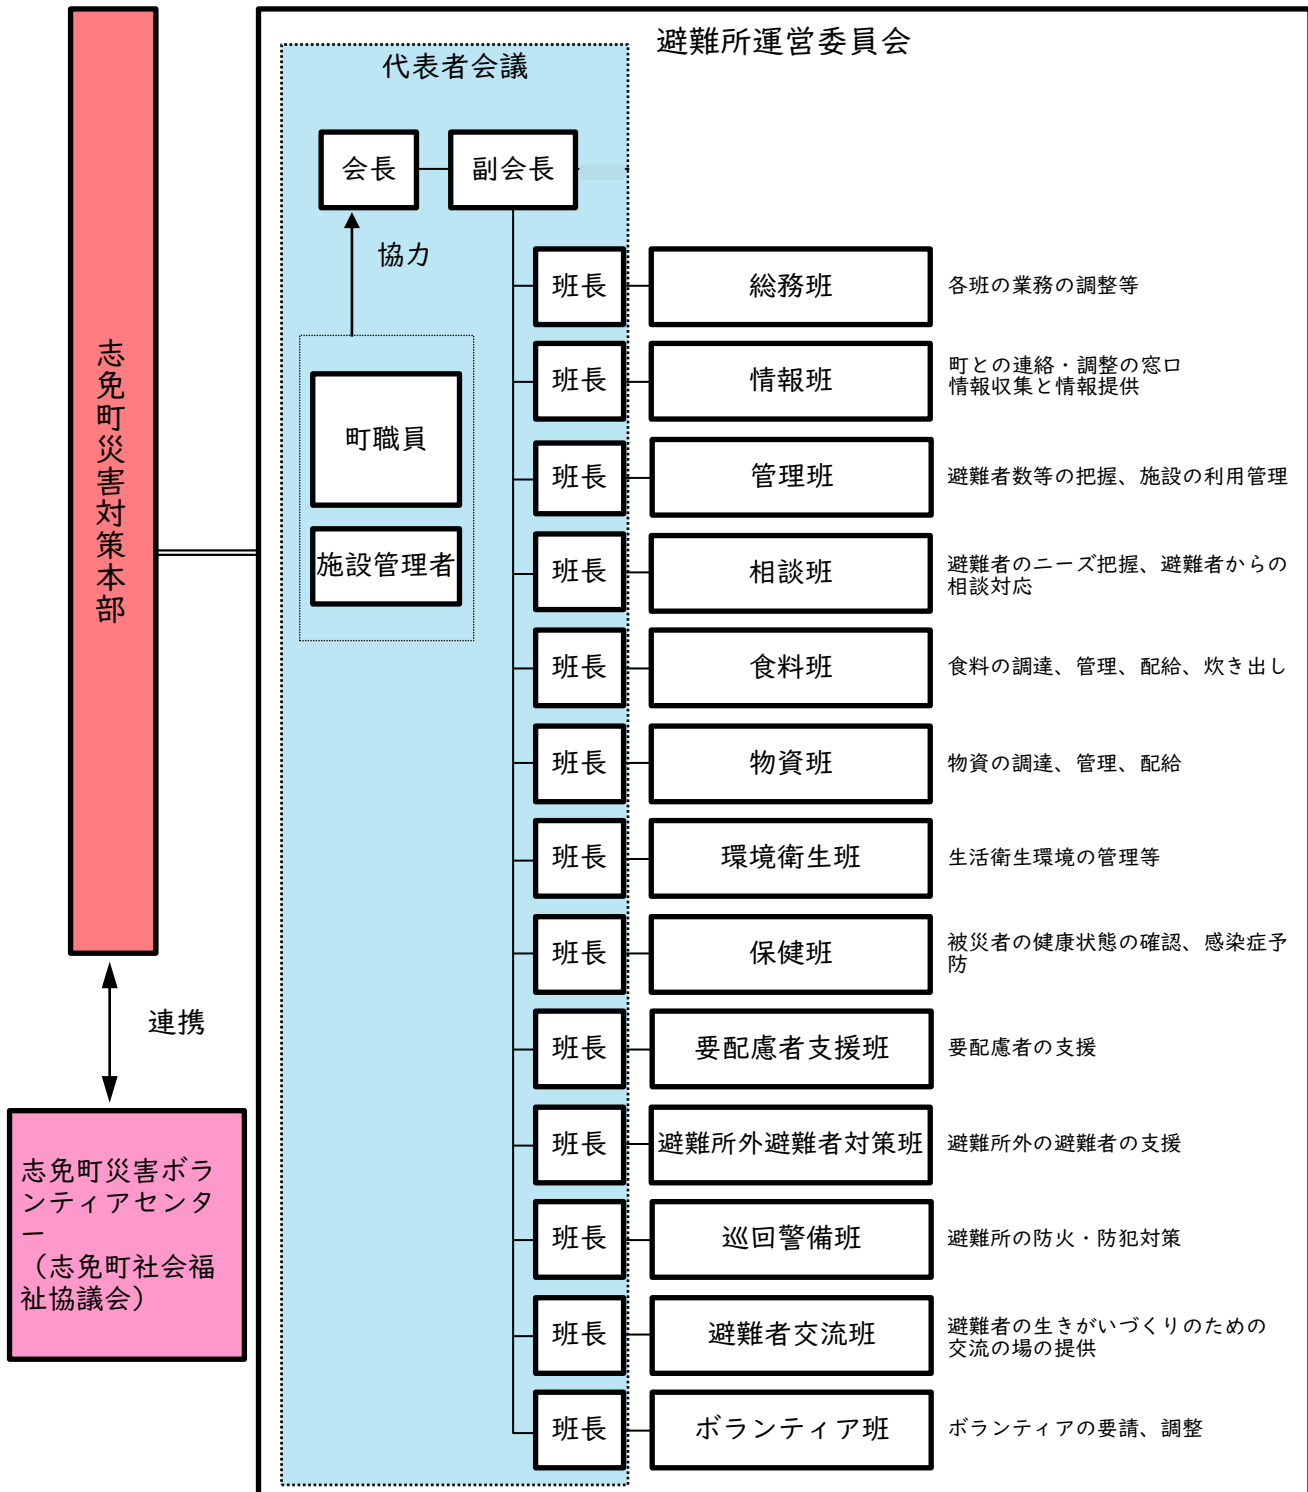 避難所運営委員会
代表者会議
会長
副会長
協力
町職員
施設管理者
志免町災害対策本部
連携
志免町災害ボラ
ンティアセンタ
ー
（志免町社会福
祉協議会）
班長
総務班
各班の業務の調整等
班長
情報班
町との連絡・調整の窓口
情報収集と情報提供
班長
管理班
避難者数等の把握、施設の利用管理
班長
相談班
避難者のニーズ把握、避難者からの
相談対応
班長
食料班
食料の調達、管理、配給、炊き出し
班長
物資班
物資の調達、管理、配給
班長
環境衛生班
生活衛生環境の管理等
班長
保健班
被災者の健康状態の確認、感染症予
防
班長
要配慮者支援班
要配慮者の支援
班長
避難所外避難者対策班
避難所外の避難者の支援
班長
巡回警備班
避難所の防火・防犯対策
班長
避難者交流班
避難者の生きがいづくりのための
交流の場の提供
班長
ボランティア班
ボランティアの要請、調整